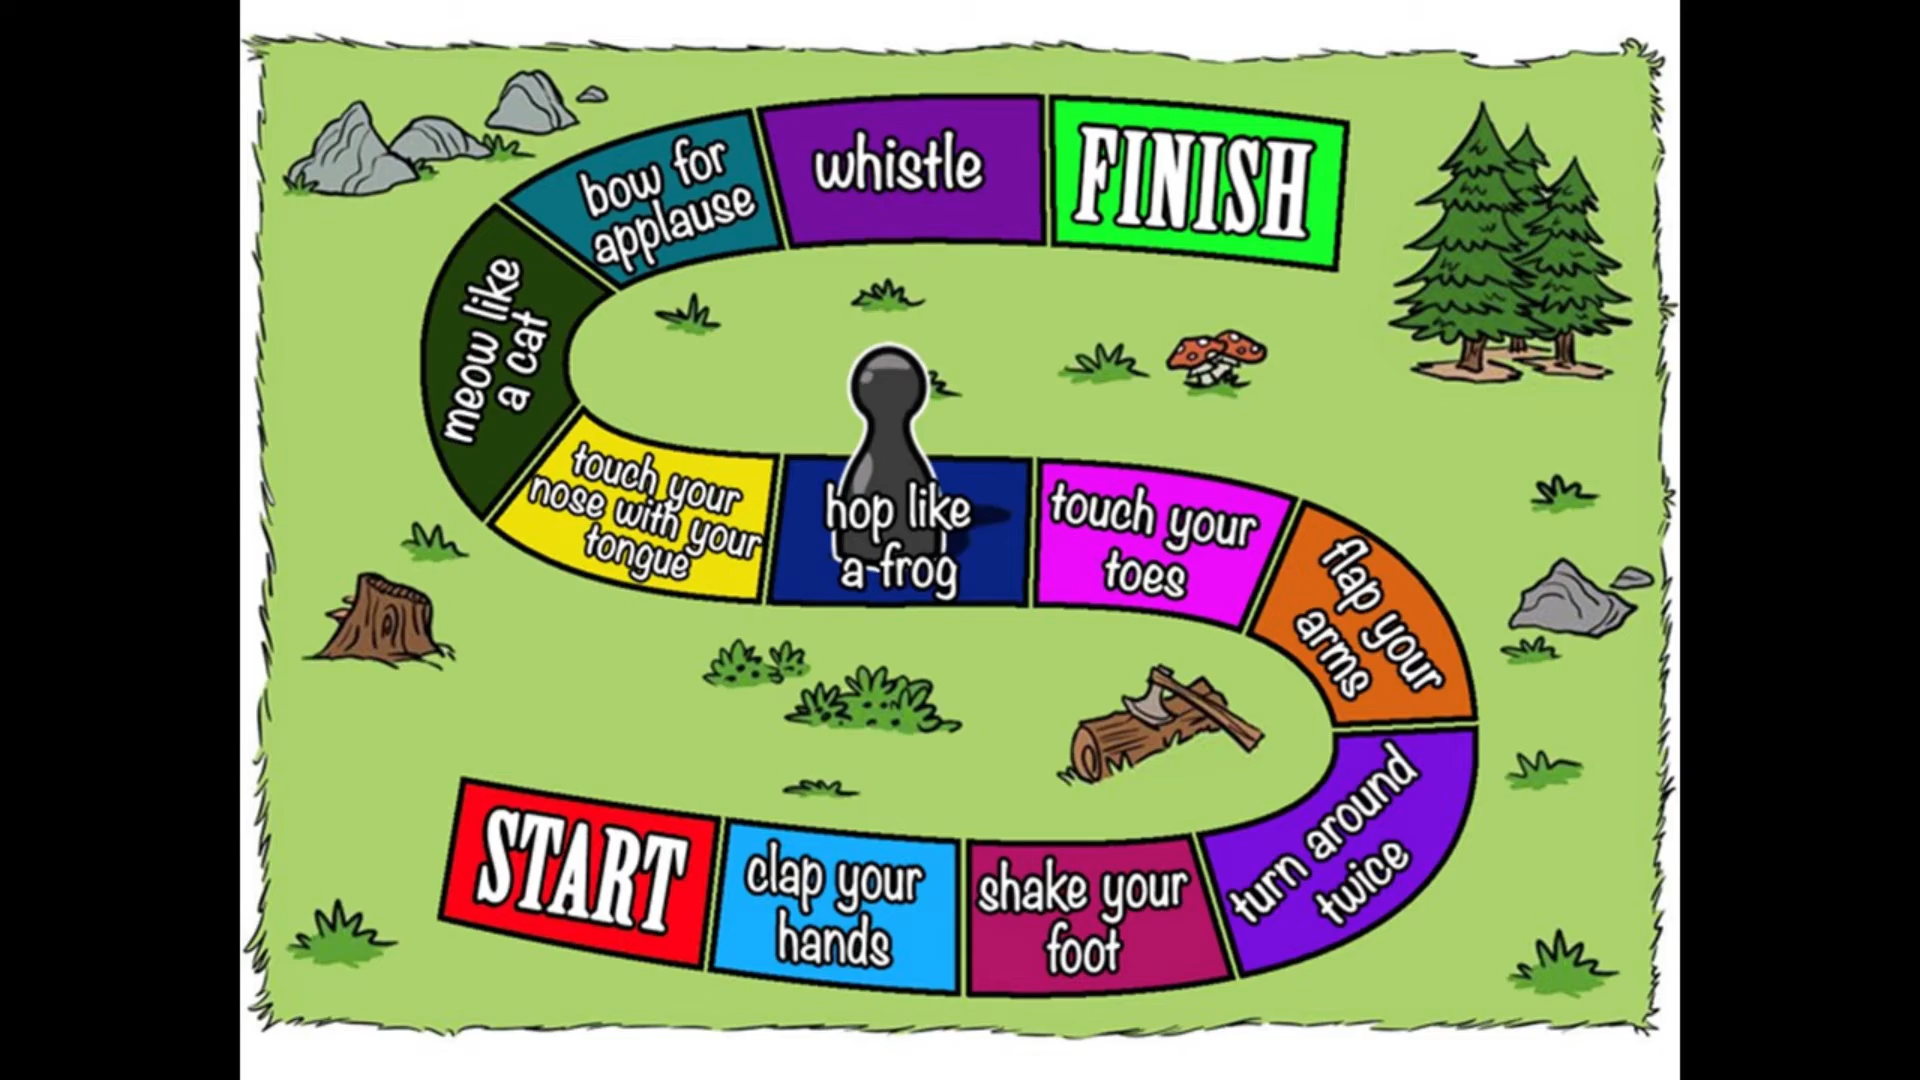 bow for
applause
whistle
FINISH
meow like
a cat
touch your
nose with your
tongue
hop like
a frog
touch your
toes
flap your
arms
START
clap your
hands
shake your
foot
turn around
twice